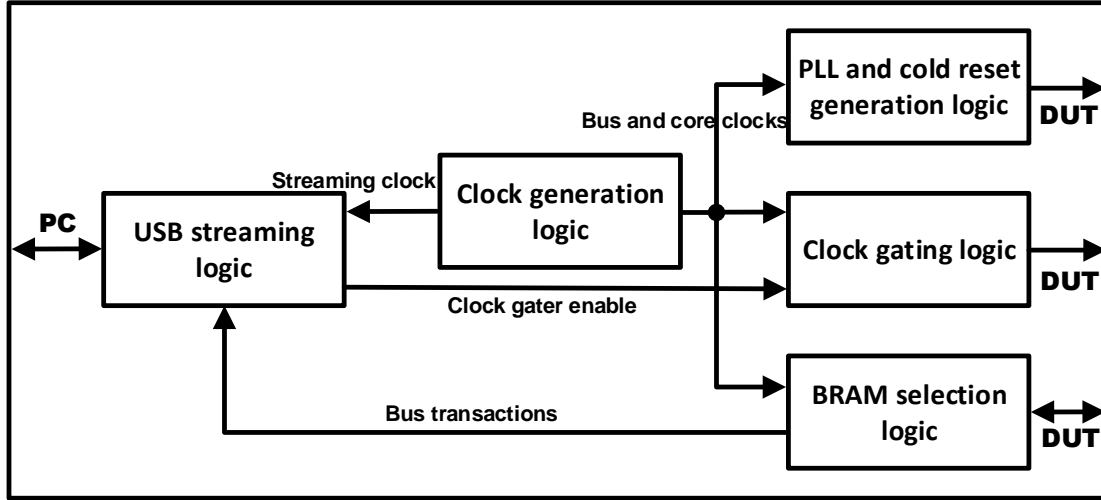 PLL and cold reset
generation logic
DUT
Bus and core clocks
Streaming clock
Clock generation
logic
PC
USB streaming
logic
Clock gating logic
DUT
Clock gater enable
BRAM selection
logic
DUT
Bus transactions